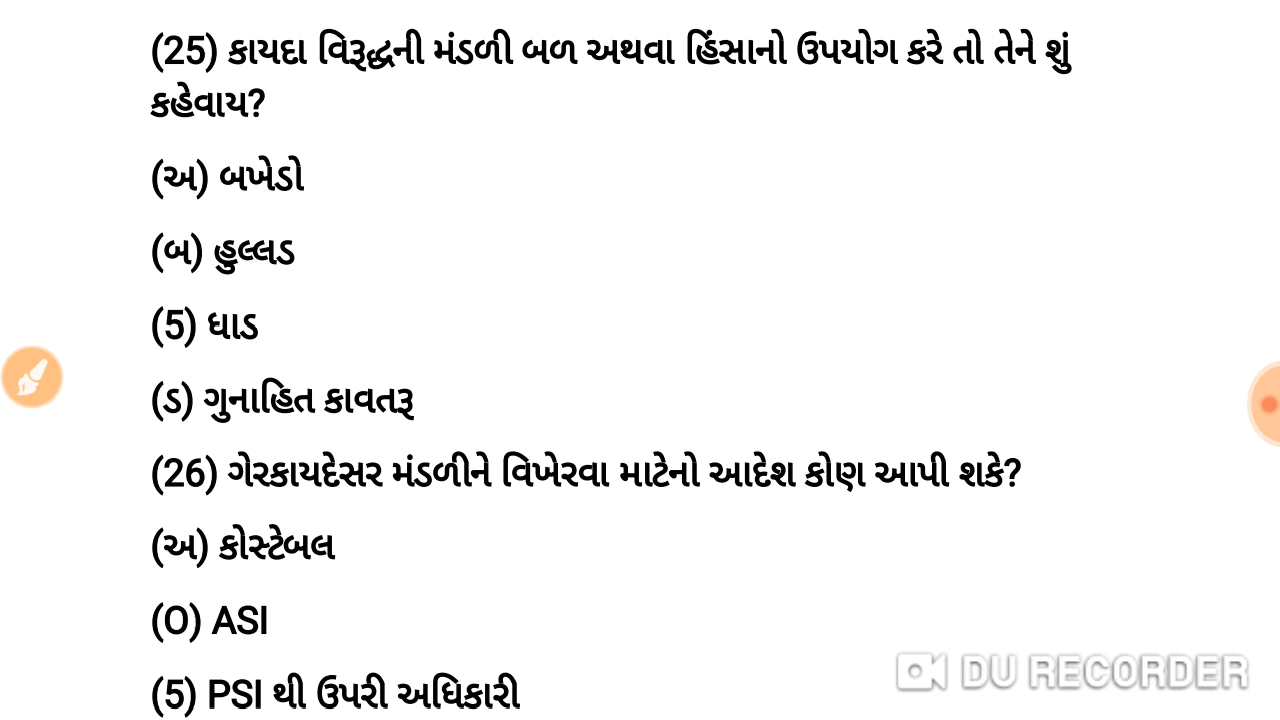 (25) કાયદા વિરૂદ્ધની મંડળી બળ અથવા હિંસાનો ઉપયોગ કરે તો તેને શું
કહેવાય?
(અ) બખેડો
(બ) હુલ્લડ
(5) ધાડ
(ડ) ગુનાહિત કાવતરૂ
(26) ગેરકાયદેસર મંડળીને વિખેરવા માટેનો આદેશ કોણ આપી શકે?
(અ) કોસ્ટેબલ
(O) ASI
(5) PSI થી ઉપરી અધિકારી
DU RECORDER